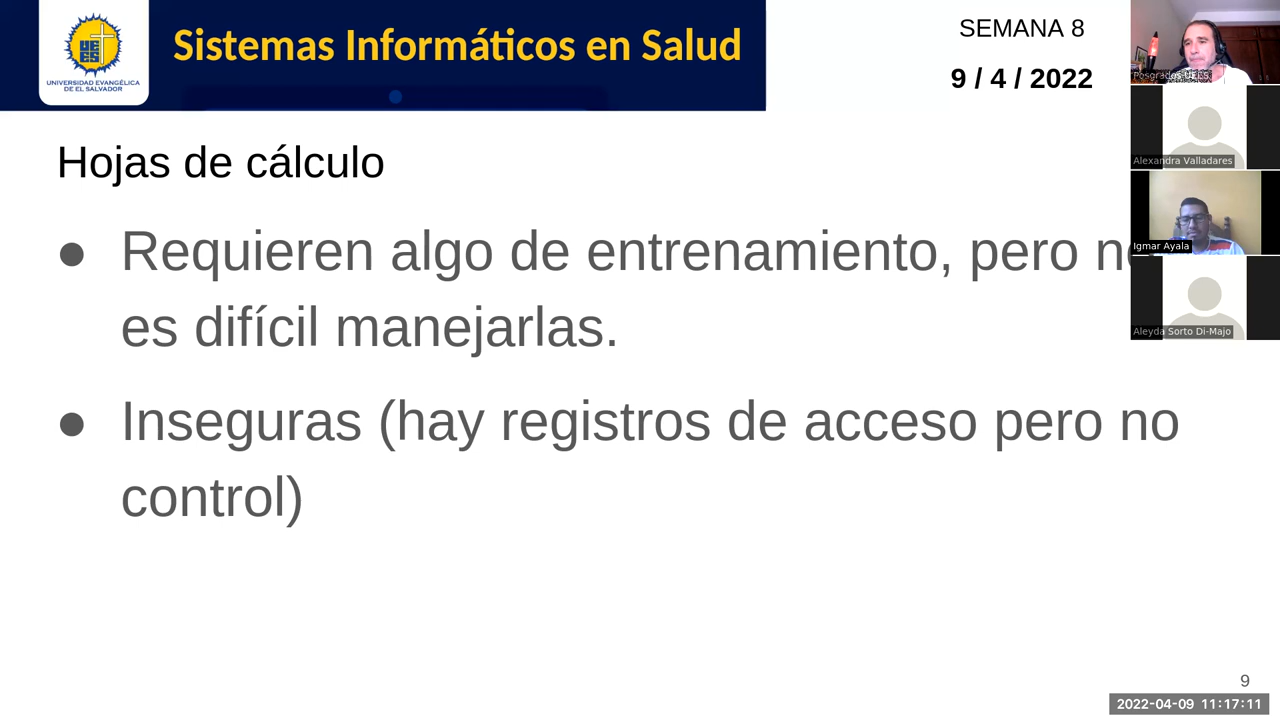 UNIVERSIDAD EVANGÉLICA
DE EL SALVADOR
Sistemas Informáticos en Salud
SEMANA 8
9 / 4 / 2022
Alexandra Valladares
Igmar Ayala
Aleyda Sorto Di-Majo
Hojas de cálculo
● Requieren algo de entrenamiento, pero no
es difícil manejarlas.
● Inseguras (hay registros de acceso pero no
control)
9
2022-04-09 11:17:11